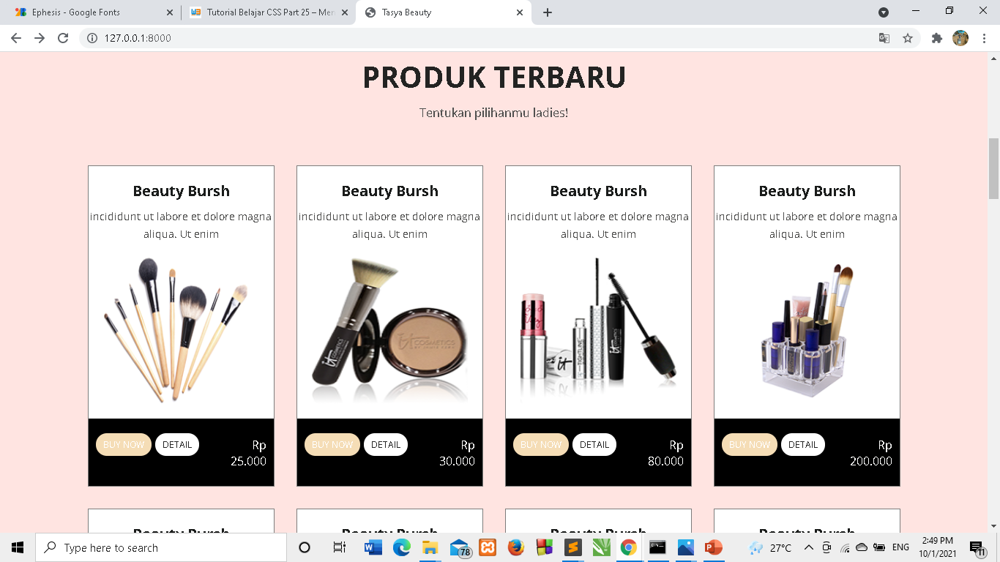 Ephesis - Google Fonts
Tutorial Belajar CSS Part 25 – Men
Tasya Beauty
127.0.0.1:8000
PRODUK TERBARU
Tentukan pilihanmu ladies!
Beauty Bursh
incididunt ut labore et dolore magna
aliqua. Ut enim
BUY NOW
DETAIL
Rp
25.000
Beauty Bursh
incididunt ut labore et dolore magna
aliqua. Ut enim
iT COSMETICS
BUY NOW
DETAIL
Rp
30.000
Beauty Bursh
incididunt ut labore et dolore magna
aliqua. Ut enim
iT
TIGHTLINE
BUY NOW
DETAIL
Rp
80.000
Beauty Bursh
incididunt ut labore et dolore magna
aliqua. Ut enim
BUY NOW
DETAIL
Rp
200.000
Beauty Bursh
Beauty Bursh
Beauty Bursh
Beauty Bursh
Type here to search
78
27°C
ENG
2:49 PM
10/1/2021
11